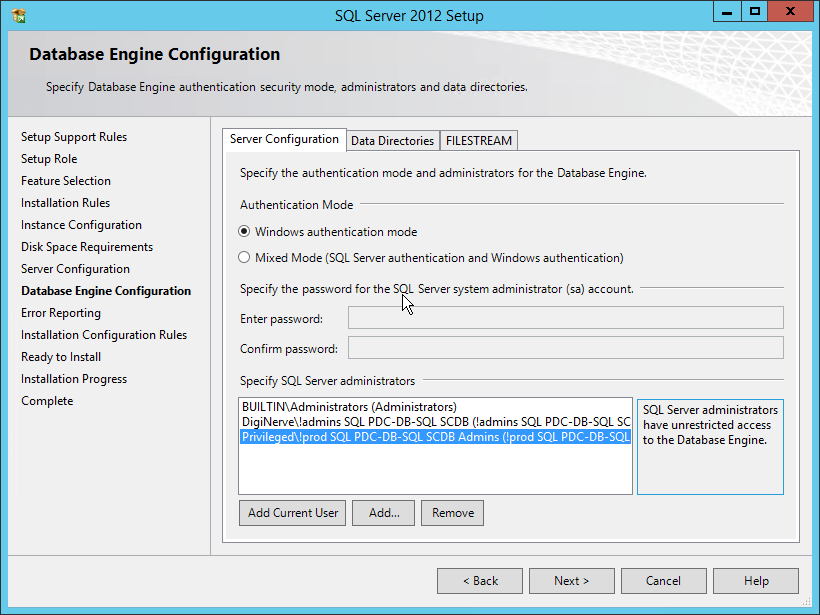 SQL Server 2012 Setup
Database Engine Configuration
Specify Database Engine authentication security mode, administrators and data directories.
Setup Support Rules
Setup Role
Feature Selection
Installation Rules
Instance Configuration
Disk Space Requirements
Server Configuration
Database Engine Configuration
Error Reporting
Installation Configuration Rules
Ready to Install
Installation Progress
Complete
Server Configuration Data Directories FILESTREAM
Specify the authentication mode and administrators for the Database Engine.
Authentication Mode
Windows authentication mode
Mixed Mode (SQL Server authentication and Windows authentication)
Specify the password for the SQL Server system administrator (sa) account.
Enter password:
Confirm password:
Specify SQL Server administrators
BUILTIN\Administrators (Administrators)
DigiNerve\!admins SQL PDC-DB-SQL SCDB (!admins SQL PDC-DB-SQL SC
Privileged\!prod SQL PDC-DB-SQL SCDB Admins (!prod SQL PDC-DB-SQL
SQL Server administrators
have unrestricted access
to the Database Engine.
Add Current User Add... Remove
< Back Next > Cancel Help